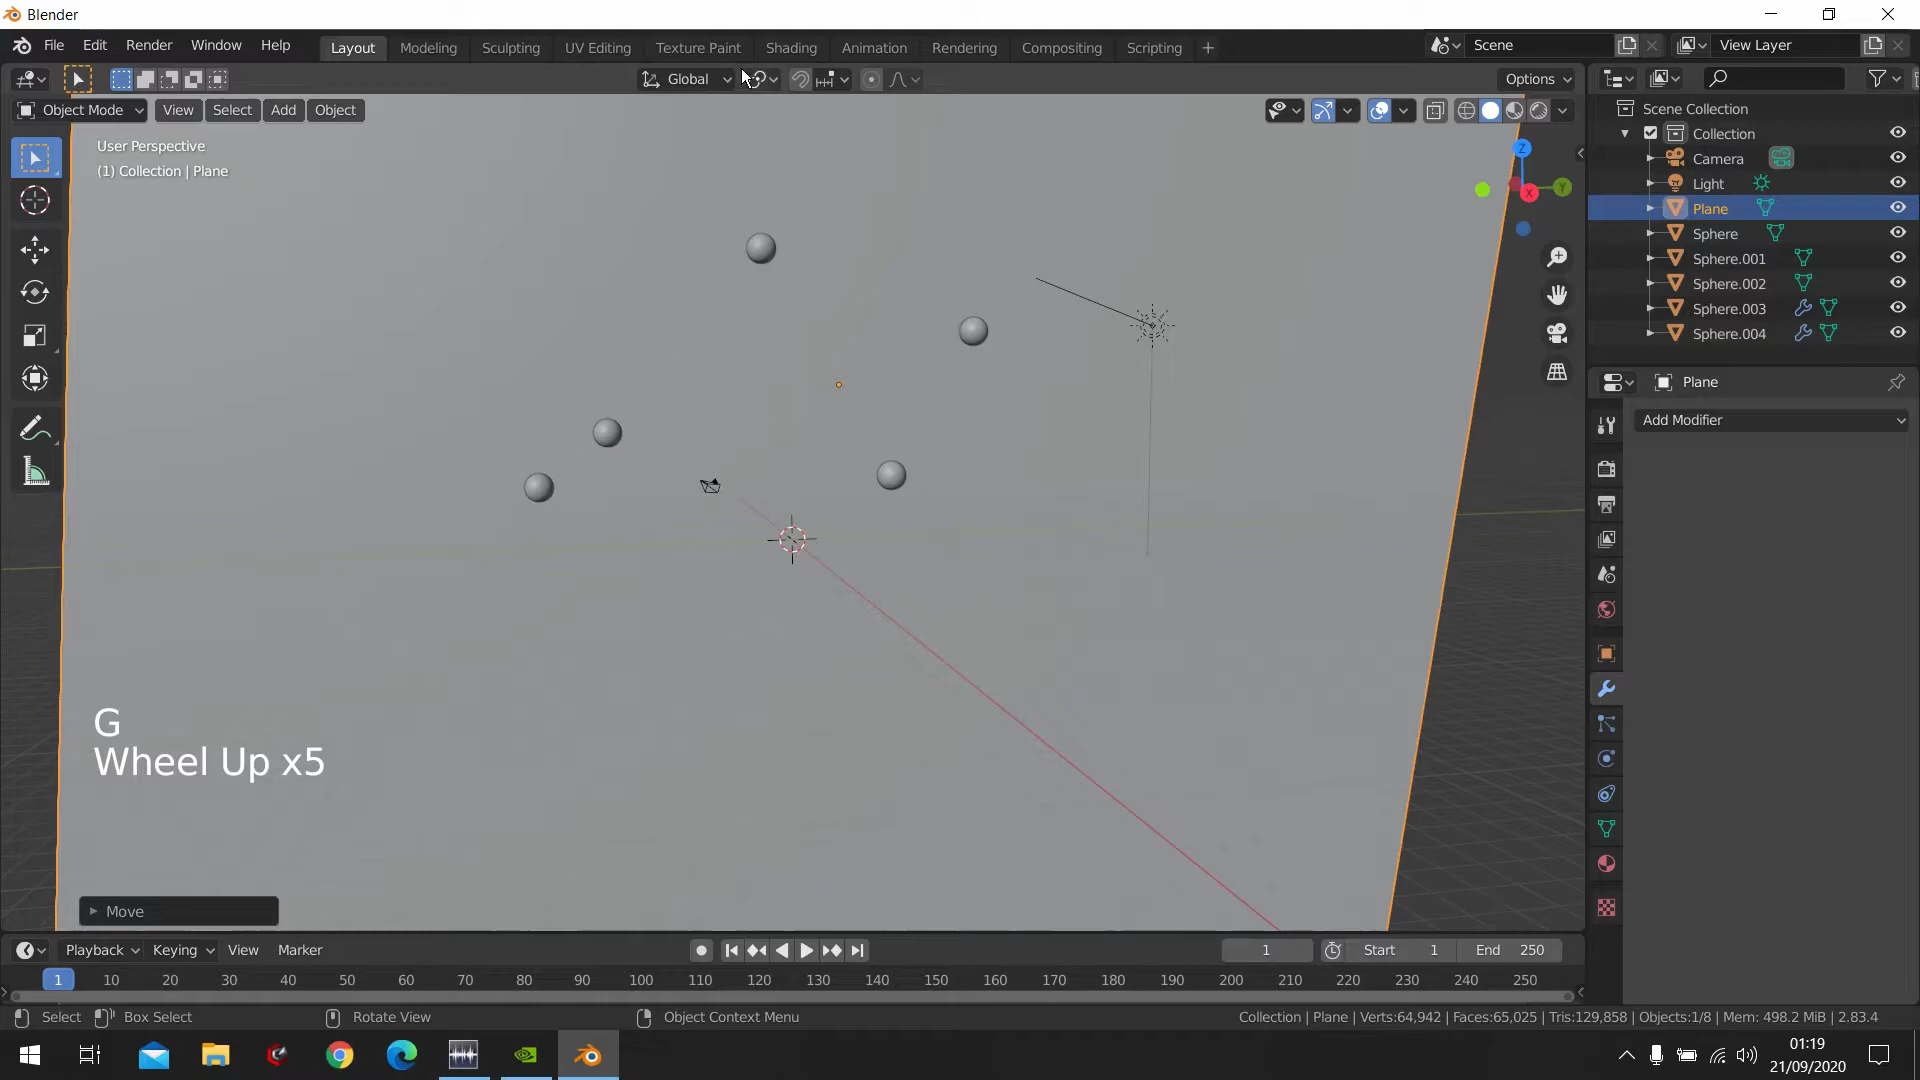 Blender
File Edit Render Window Help Layout Modeling Sculpting UV Editing Texture Paint Shading Animation Rendering Compositing Scripting + Scene View Layer
Global Options
Object Mode View Select Add Object
User Perspective
(1) Collection | Plane
Z
Y
X
Scene Collection
Collection
Camera
Light
Plane
Sphere
Sphere.001
Sphere.002
Sphere.003
Sphere.004
Plane
Add Modifier
G
Wheel Up x5
Move
Playback Keying View Marker 1 Start 1 End 250
1 10 20 30 40 50 60 70 80 90 100 110 120 130 140 150 160 170 180 190 200 210 220 230 240 250
Select Box Select Rotate View Object Context Menu Collection | Plane | Verts:64,942 | Faces:65,025 | Tris:129,858 | Objects:1/8 | Mem: 498.2 MiB | 2.83.4
01:19
21/09/2020